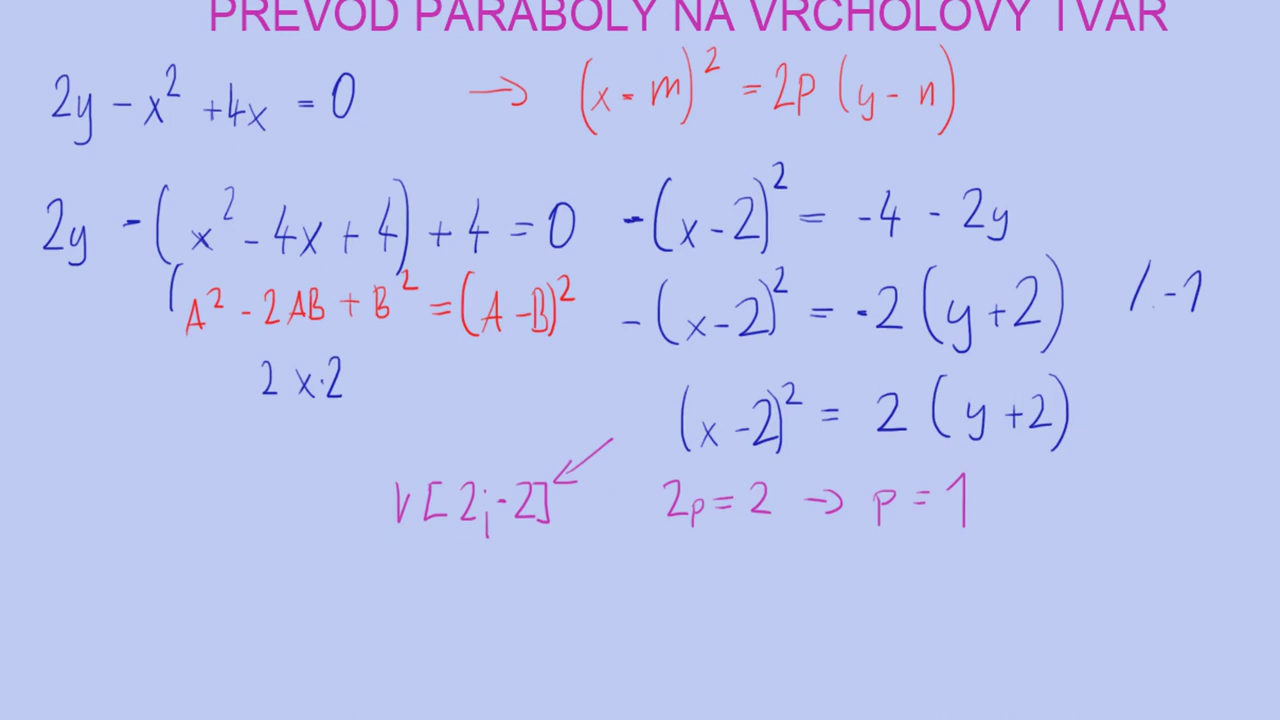 PREVOD PARABOLY NA VRCHOLOVÝ TVAR
2y - x² + 4x = 0 → (x - m)² = 2p (y - n)
2y - (x² - 4x + 4) + 4 = 0
A² - 2AB + B² = (A - B)²
2 x·2
-(x-2)² = -4 - 2y
-(x-2)² = -2 (y+2) /·-1
(x-2)² = 2 (y+2)
V[2;-2]
2p = 2 → p = 1